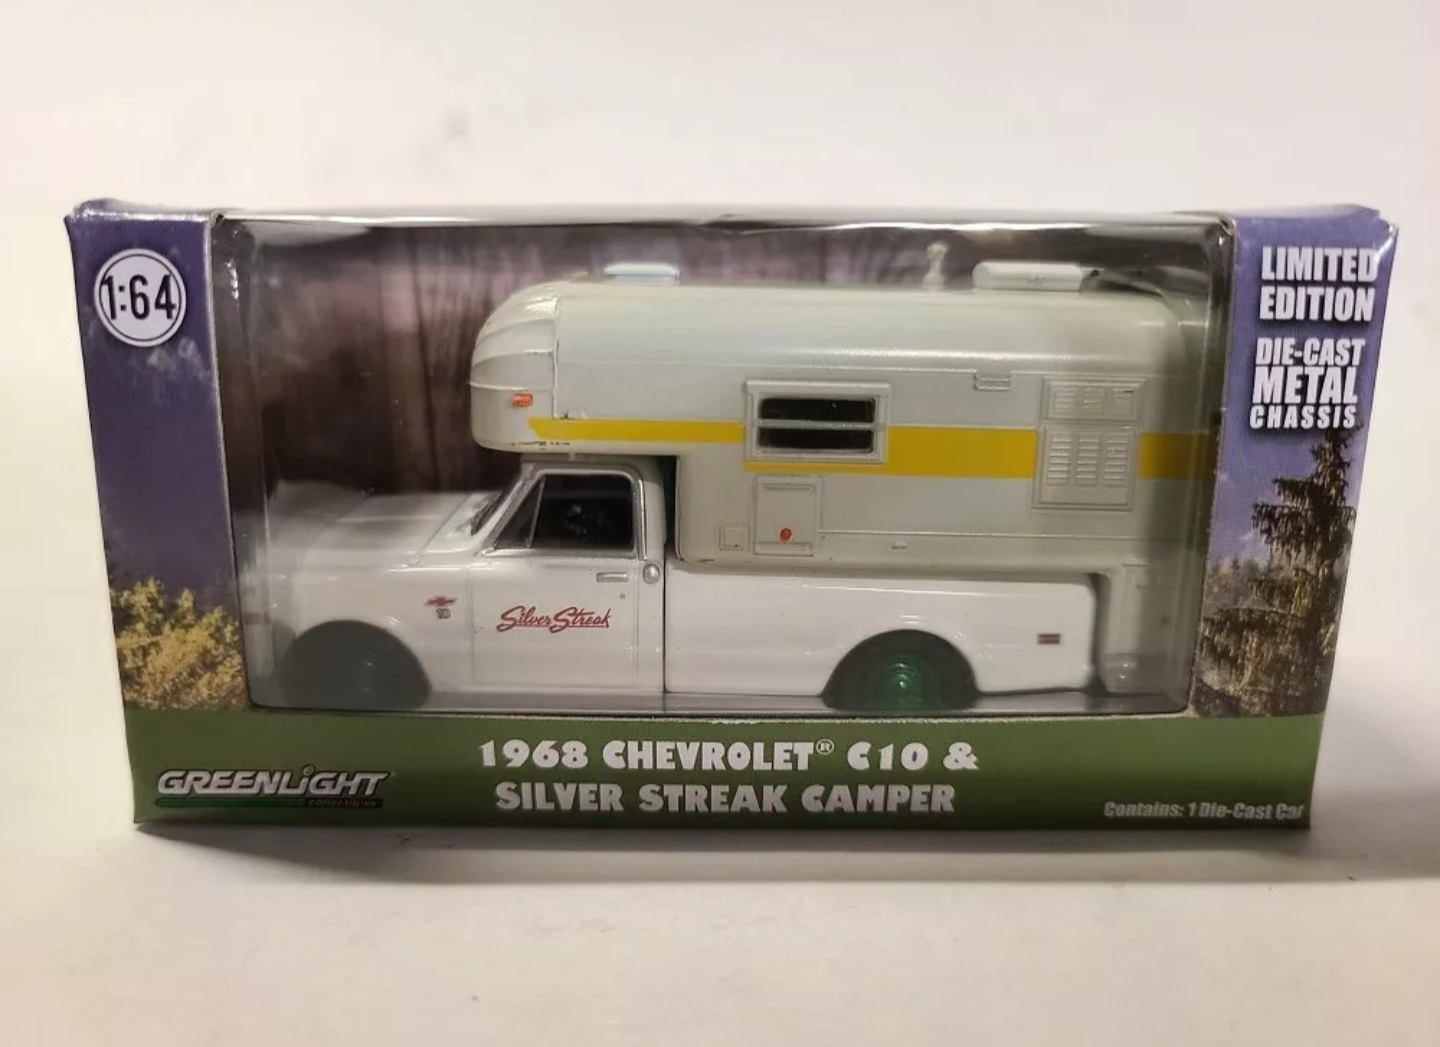 1:64
LIMITED
EDITION
DIE-CAST
METAL
CHASSIS
10
Silver Streak
1968 CHEVROLET® C10 &
SILVER STREAK CAMPER
GREENLIGHT
collectibles
Contains: 1 Die-Cast Car